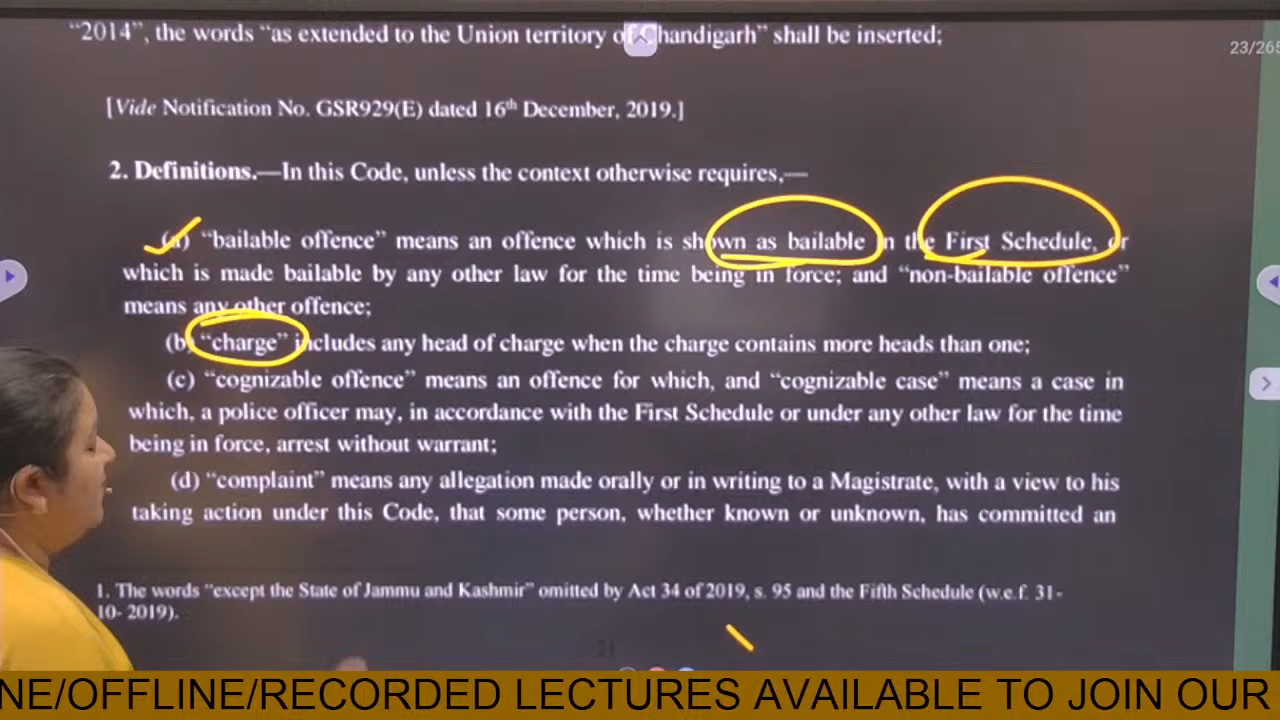 “2014”, the words “as extended to the Union territory of Chandigarh” shall be inserted;
23/265
[Vide Notification No. GSR929(E) dated 16th December, 2019.]
2. Definitions.—In this Code, unless the context otherwise requires,—
(a) “bailable offence” means an offence which is shown as bailable in the First Schedule, or
which is made bailable by any other law for the time being in force; and “non-bailable offence”
means any other offence;
(b) “charge” includes any head of charge when the charge contains more heads than one;
(c) “cognizable offence” means an offence for which, and “cognizable case” means a case in
which, a police officer may, in accordance with the First Schedule or under any other law for the time
being in force, arrest without warrant;
(d) “complaint” means any allegation made orally or in writing to a Magistrate, with a view to his
taking action under this Code, that some person, whether known or unknown, has committed an
1. The words “except the State of Jammu and Kashmir” omitted by Act 34 of 2019, s. 95 and the Fifth Schedule (w.e.f. 31-
10- 2019).
21
NE/OFFLINE/RECORDED LECTURES AVAILABLE TO JOIN OUR